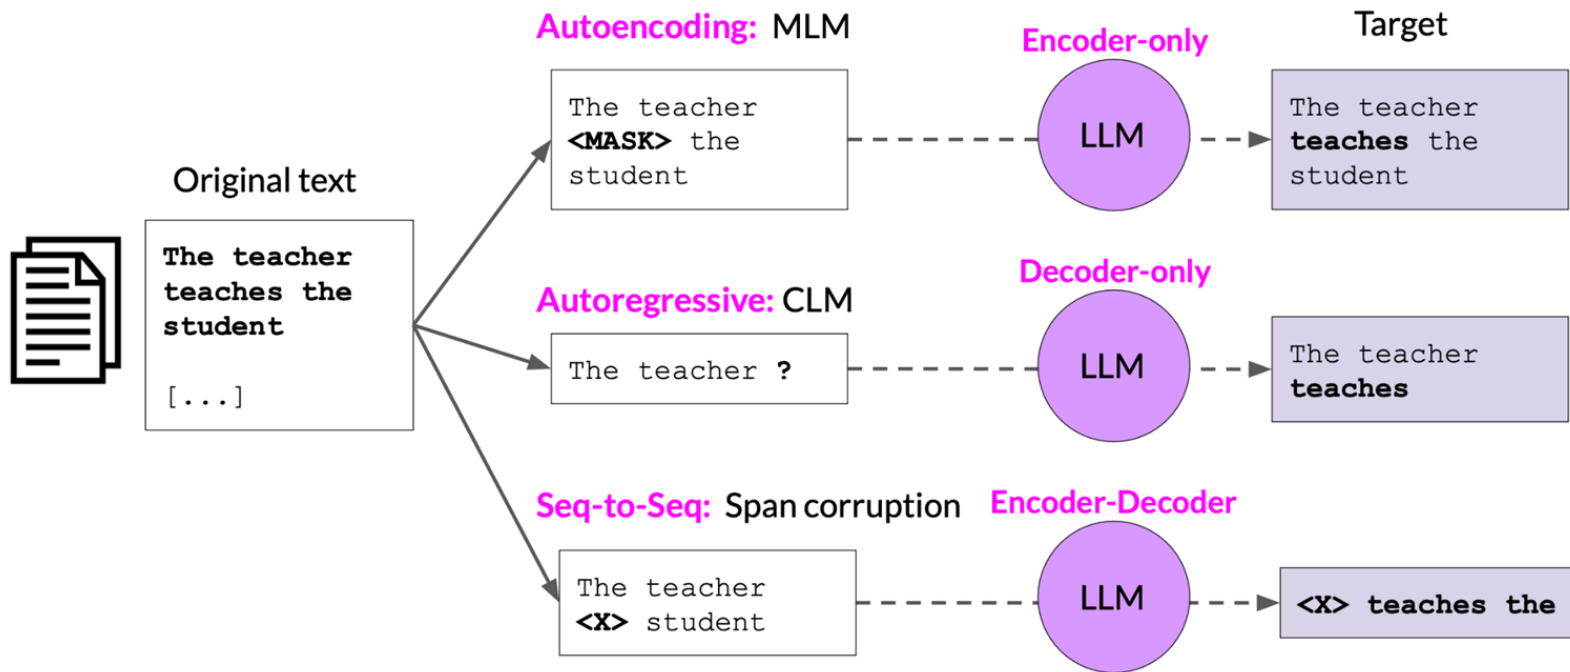 Original text
The teacher
teaches the
student
[...]
Autoencoding: MLM
The teacher
<MASK> the
student
Encoder-only
LLM
Target
The teacher
teaches the
student
Autoregressive: CLM
The teacher ?
Decoder-only
LLM
The teacher
teaches
Seq-to-Seq: Span corruption
The teacher
<X> student
Encoder-Decoder
LLM
<X> teaches the